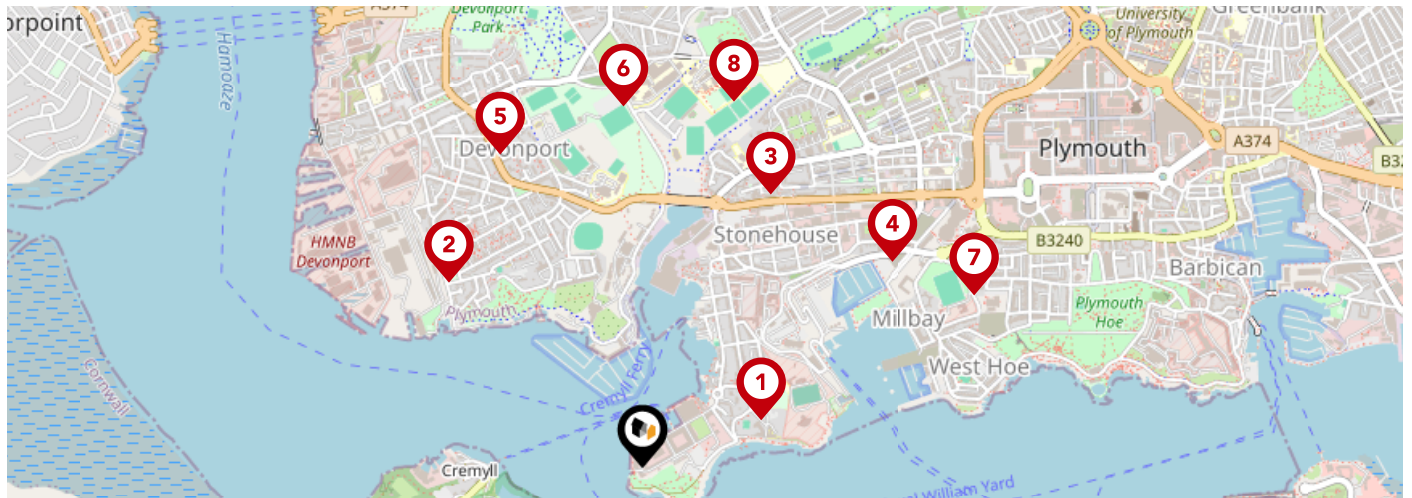 orpoint
A374
Devonport
Park
University
of Plymouth
Greenbank
Hamoaze
6
8
5
Devonport
3
Plymouth
A374
B32
HMNB
Devonport
2
Stonehouse
4
B3240
7
Barbican
Plymouth
Millbay
Plymouth
Hoe
West Hoe
Cornwall
Cremyll Ferry
1
Cremyll
l William Yard